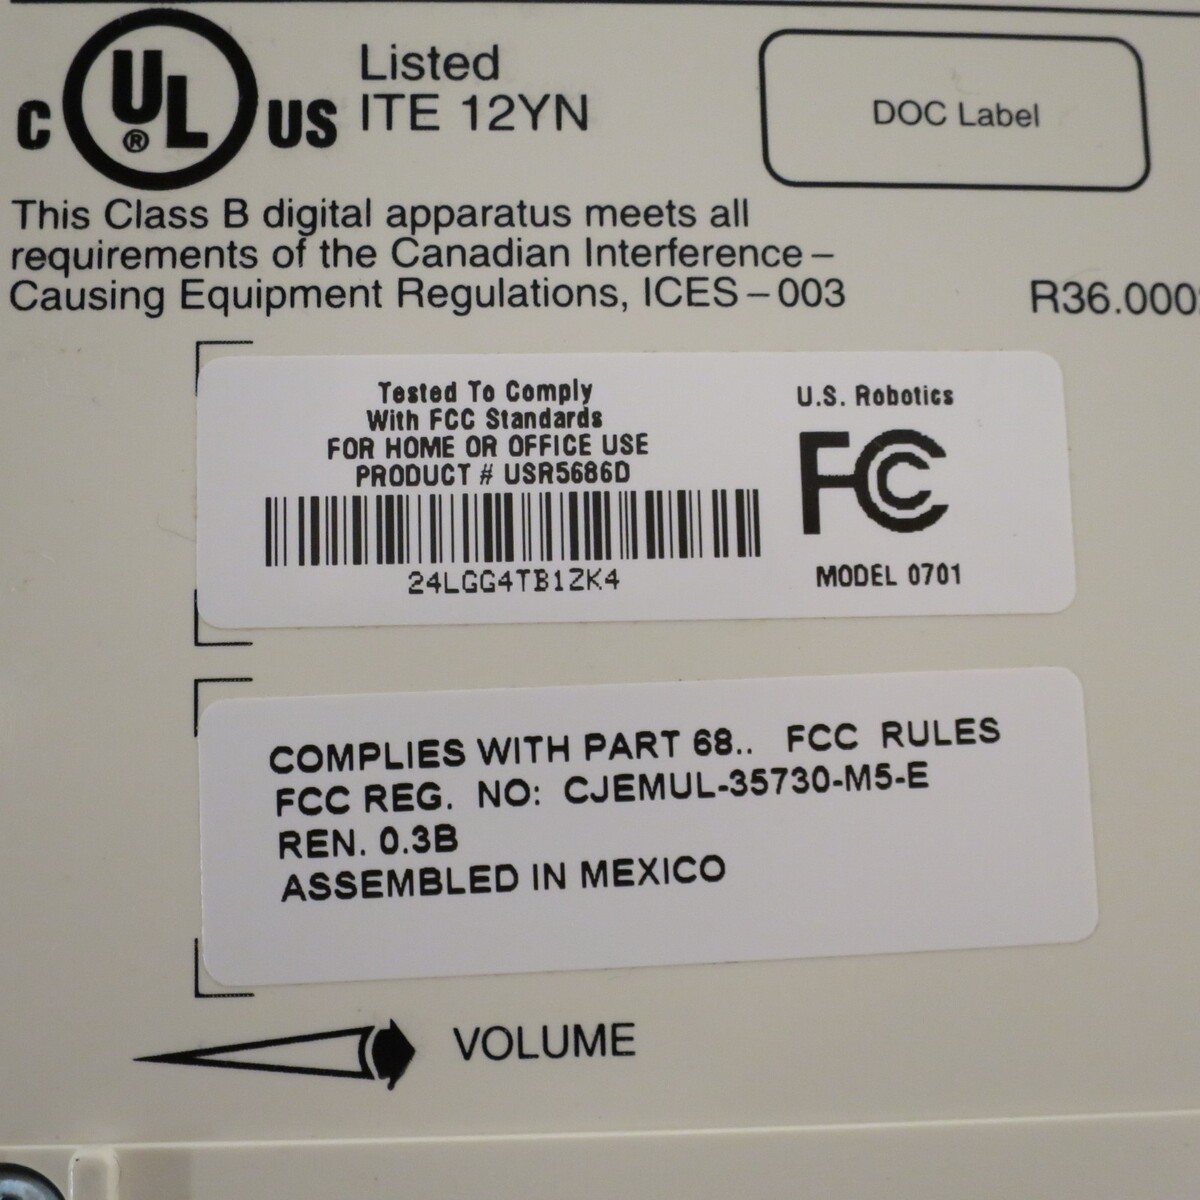 C UL ® US
Listed
ITE 12YN
DOC Label
This Class B digital apparatus meets all
requirements of the Canadian Interference –
Causing Equipment Regulations, ICES – 003
Tested To Comply
With FCC Standards
FOR HOME OR OFFICE USE
PRODUCT # USR5686D
24LGG4TB1ZK4
U.S. Robotics
FCC
MODEL 0701
COMPLIES WITH PART 68.. FCC RULES
FCC REG. NO: CJEMUL-35730-M5-E
REN. 0.3B
ASSEMBLED IN MEXICO
VOLUME